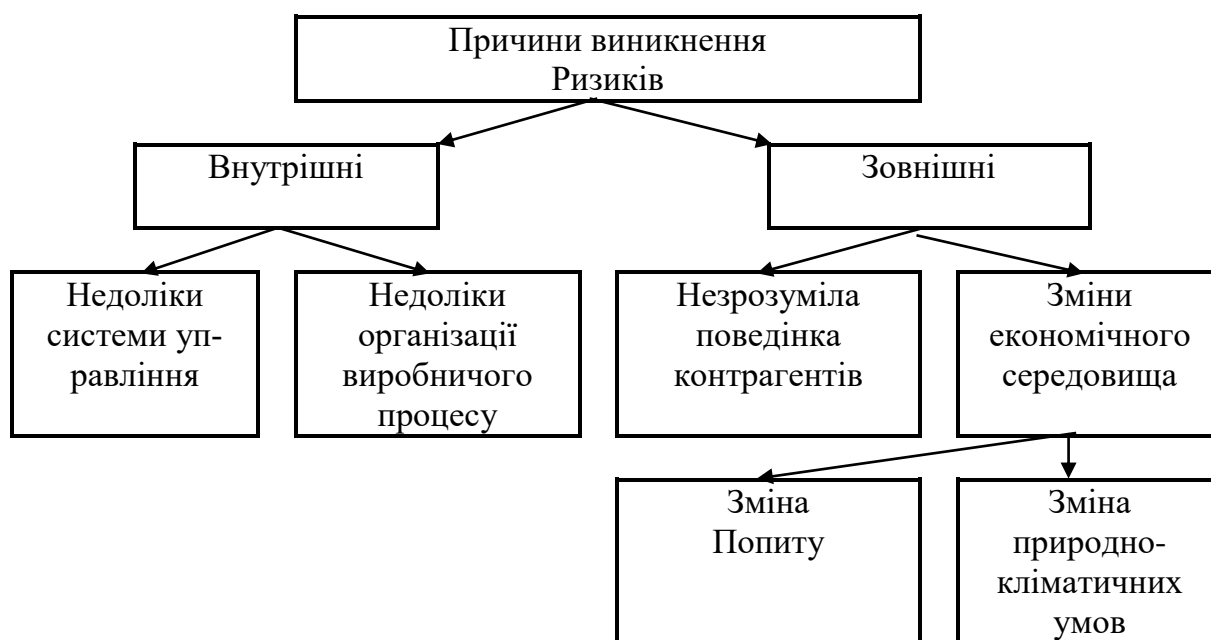 Причини виникнення
Ризиків
Внутрішні
Зовнішні
Недоліки
системи уп-
равління
Недоліки
організації
виробничого
процесу
Незрозуміла
поведінка
контрагентів
Зміни
економічного
середовища
Зміна
Попиту
Зміна
природно-
кліматичних
умов